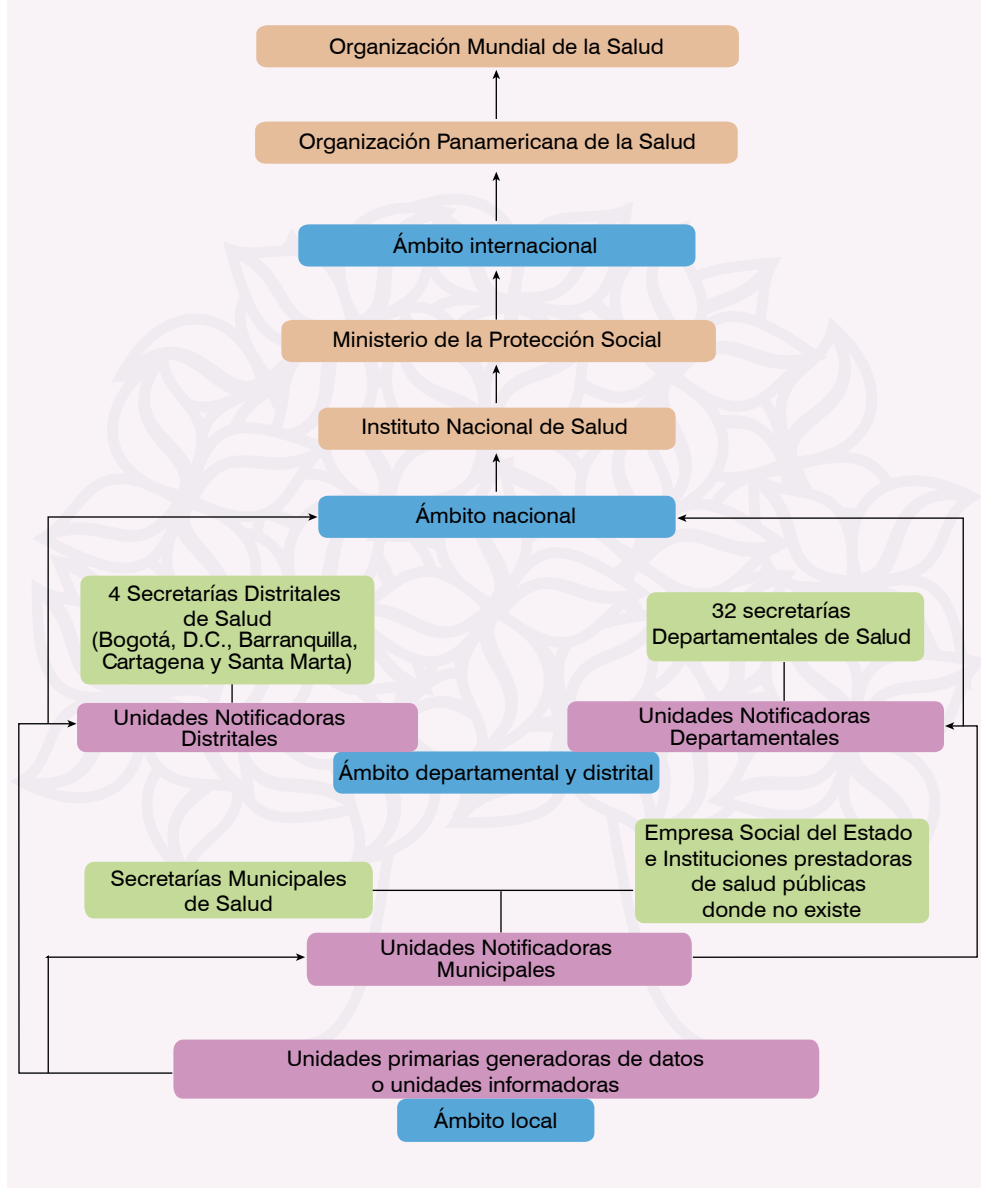 Organización Mundial de la Salud
Organización Panamericana de la Salud
Ámbito internacional
Ministerio de la Protección Social
Instituto Nacional de Salud
Ámbito nacional
4 Secretarías Distritales
de Salud
(Bogotá, D.C., Barranquilla,
Cartagena y Santa Marta)
32 secretarías
Departamentales de Salud
Unidades Notificadoras
Distritales
Unidades Notificadoras
Departamentales
Ámbito departamental y distrital
Secretarías Municipales
de Salud
Empresa Social del Estado
e Instituciones prestadoras
de salud públicas
donde no existe
Unidades Notificadoras
Municipales
Unidades primarias generadoras de datos
o unidades informadoras
Ámbito local